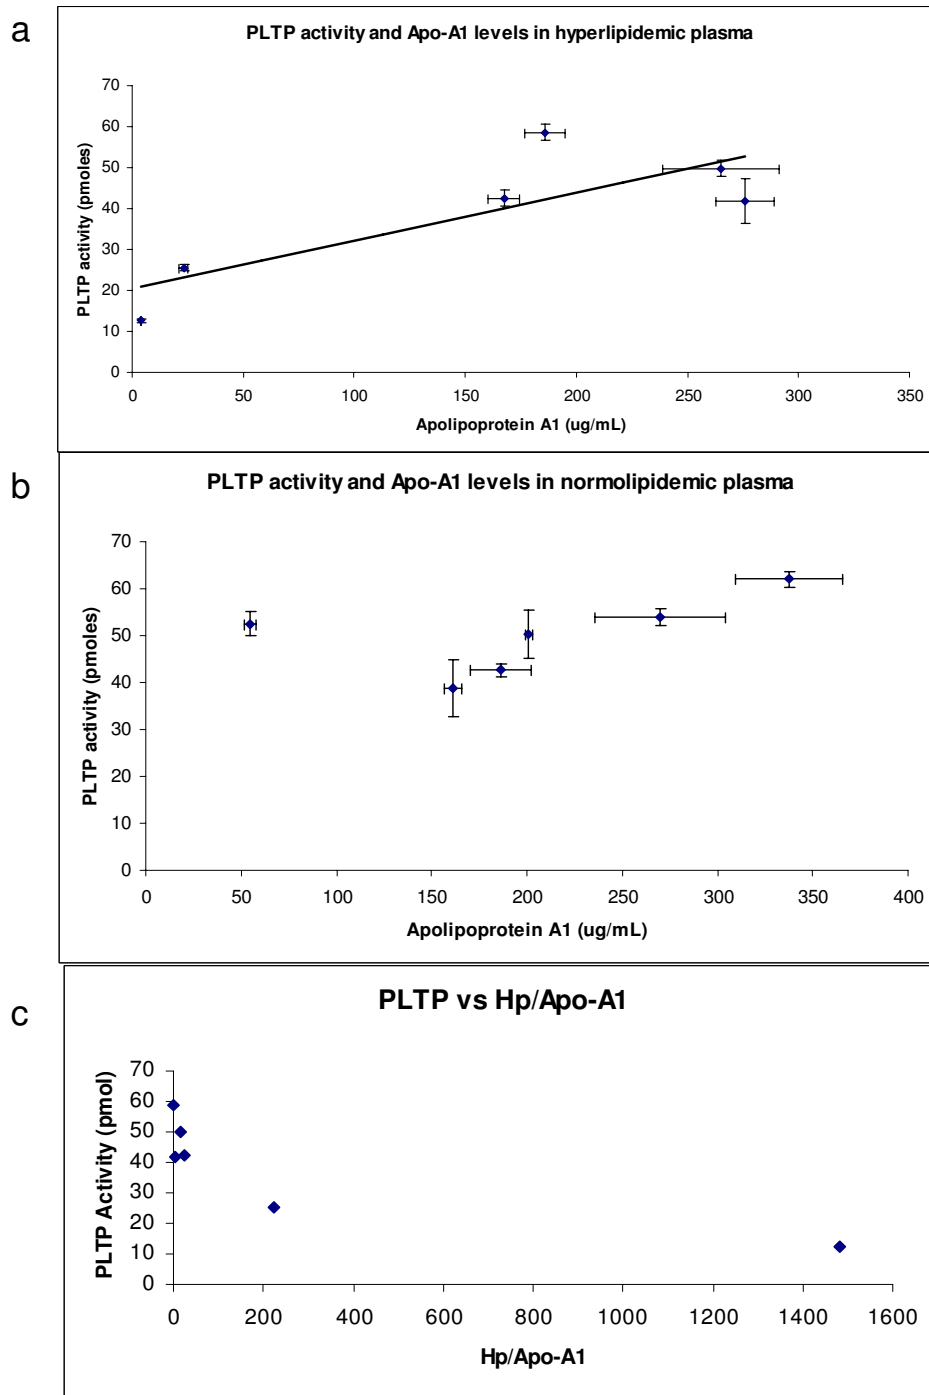 a
PLTP activity and Apo-A1 levels in hyperlipidemic plasma
70
60
50
40
30
20
10
0
PLTP activity (pmoles)
0 50 100 150 200 250 300 350
Apolipoprotein A1 (ug/mL)
b
PLTP activity and Apo-A1 levels in normolipidemic plasma
70
60
50
40
30
20
10
0
PLTP activity (pmoles)
0 50 100 150 200 250 300 350 400
Apolipoprotein A1 (ug/mL)
c
PLTP vs Hp/Apo-A1
70
60
50
40
30
20
10
0
PLTP Activity (pmol)
0 200 400 600 800 1000 1200 1400 1600
Hp/Apo-A1